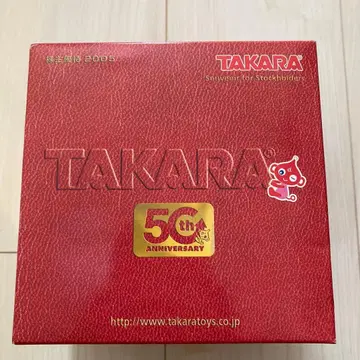 株主優待 2005
TAKARA®
Souvenir for Stockholders
TAKARA®
50th
ANNIVERSARY
http://www.takaratoys.co.jp